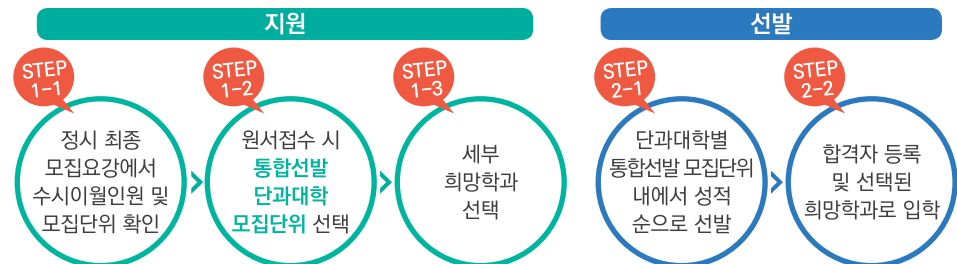 지원
STEP
1-1
정시 최종
모집요강에서
수시이월인원 및
모집단위 확인
STEP
1-2
원서접수 시
통합선발
단과대학
모집단위 선택
STEP
1-3
세부
희망학과
선택
선발
STEP
2-1
단과대학별
통합선발 모집단위
내에서 성적
순으로 선발
STEP
2-2
합격자 등록
및 선택된
희망학과로 입학